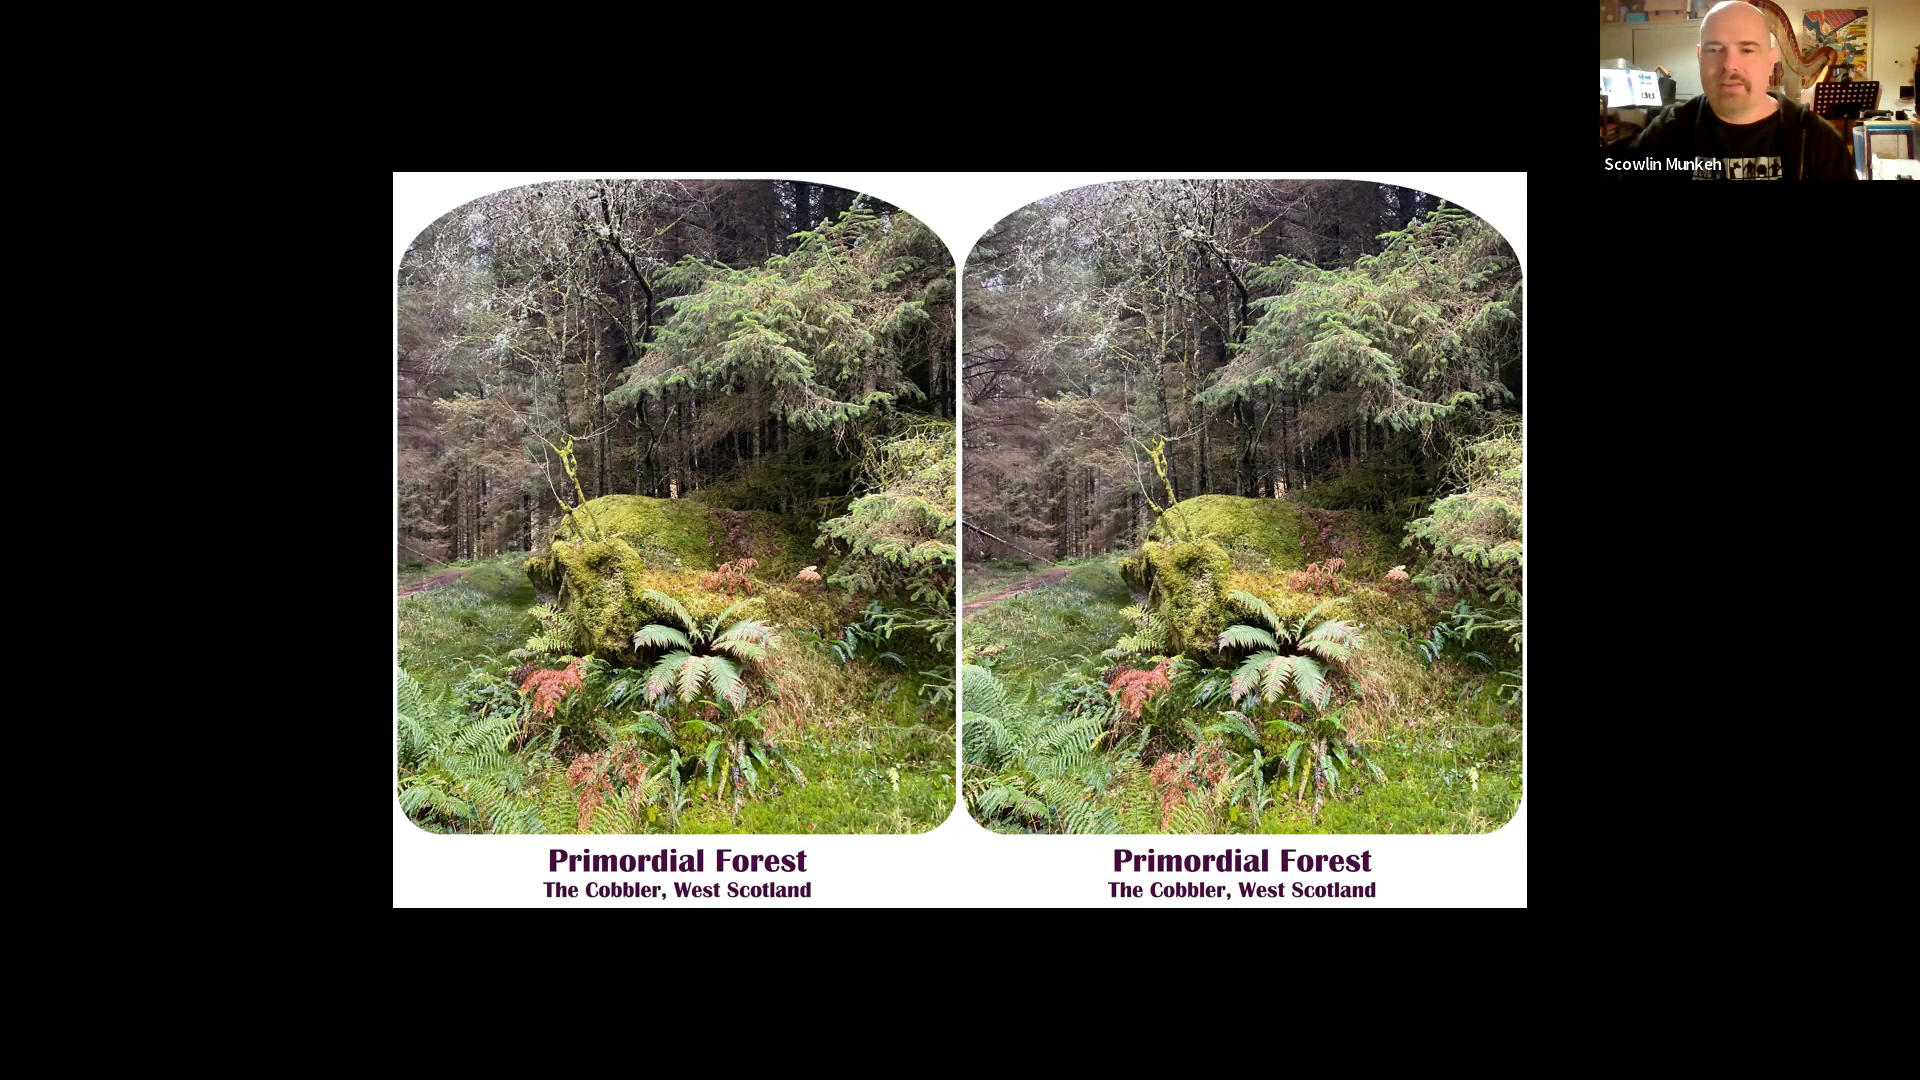 Scowlin Munkeh
Primordial Forest
The Cobbler, West Scotland
Primordial Forest
The Cobbler, West Scotland